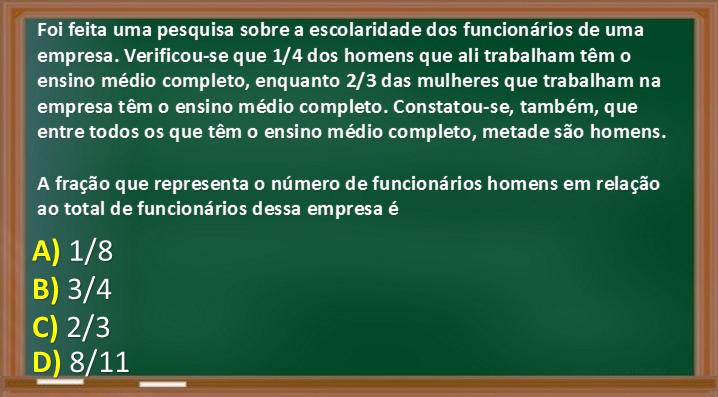 Foi feita uma pesquisa sobre a escolaridade dos funcionários de uma
empresa. Verificou-se que 1/4 dos homens que ali trabalham têm o
ensino médio completo, enquanto 2/3 das mulheres que trabalham na
empresa têm o ensino médio completo. Constatou-se, também, que
entre todos os que têm o ensino médio completo, metade são homens.
A fração que representa o número de funcionários homens em relação
ao total de funcionários dessa empresa é
A) 1/8
B) 3/4
C) 2/3
D) 8/11